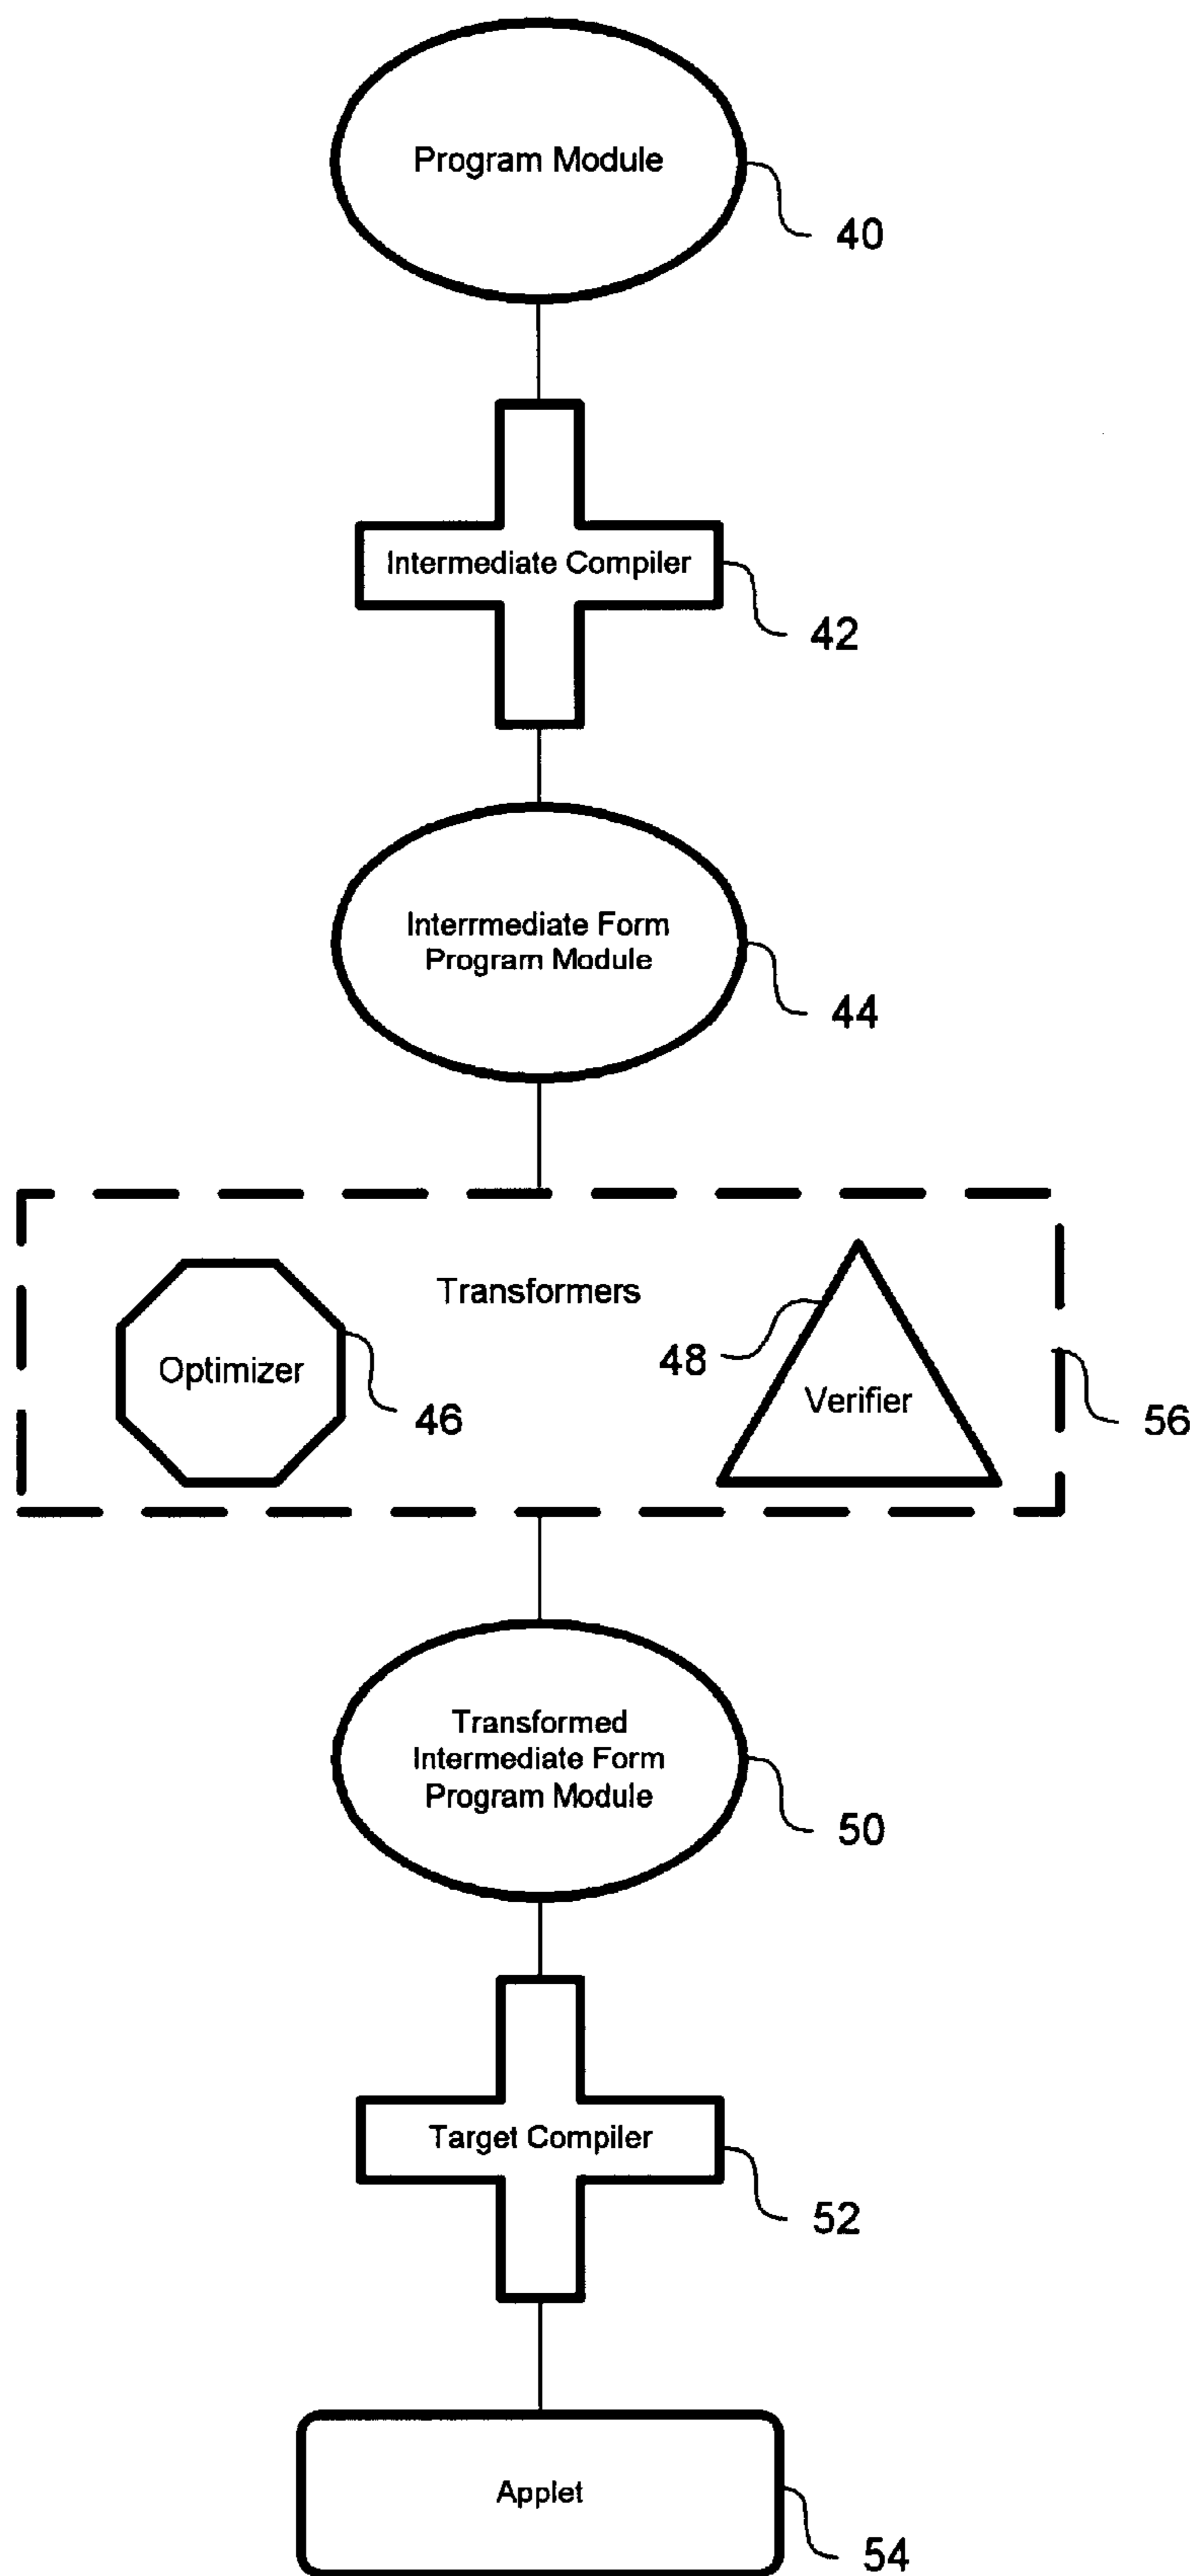 Program Module
40
Intermediate Compiler
42
Interrmediate Form
Program Module
44
Transformers
Optimizer
46
48
Verifier
56
Transformed
Intermediate Form
Program Module
50
Target Compiler
52
Applet
54